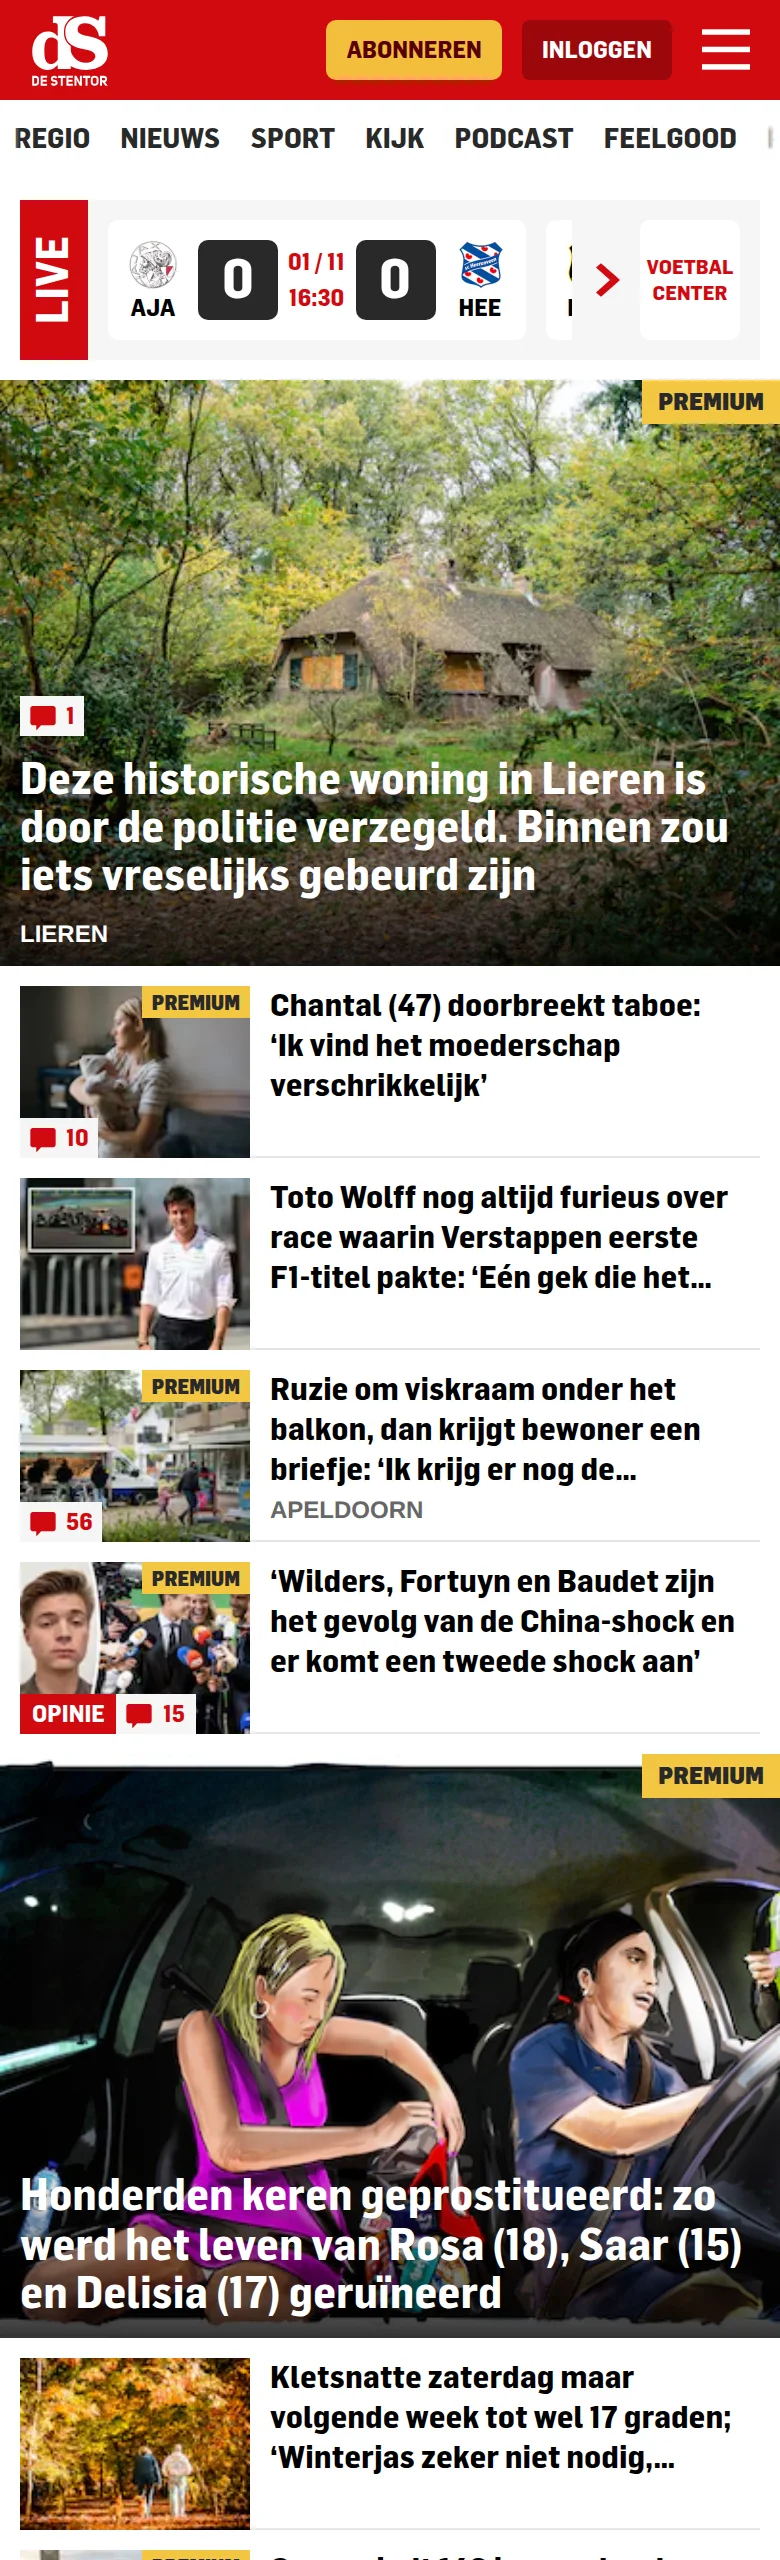 dS
DE STENTOR
ABONNEREN
INLOGGEN
REGIO NIEUWS SPORT KIJK PODCAST FEELGOOD
LIVE
AJA
0
01 / 11
16:30
0
HEE
VOETBAL
CENTER
PREMIUM
1
Deze historische woning in Lieren is
door de politie verzegeld. Binnen zou
iets vreselijks gebeurd zijn
LIEREN
PREMIUM
10
Chantal (47) doorbreekt taboe:
‘Ik vind het moederschap
verschrikkelijk’
Toto Wolff nog altijd furieus over
race waarin Verstappen eerste
F1-titel pakte: ‘Eén gek die het...
PREMIUM
56
Ruzie om viskraam onder het
balkon, dan krijgt bewoner een
briefje: ‘Ik krijg er nog de...
APELDOORN
PREMIUM
OPINIE
15
‘Wilders, Fortuyn en Baudet zijn
het gevolg van de China-shock en
er komt een tweede shock aan’
PREMIUM
Honderden keren geprostitueerd: zo
werd het leven van Rosa (18), Saar (15)
en Delisia (17) geruïneerd
Kletsnatte zaterdag maar
volgende week tot wel 17 graden;
‘Winterjas zeker niet nodig,...